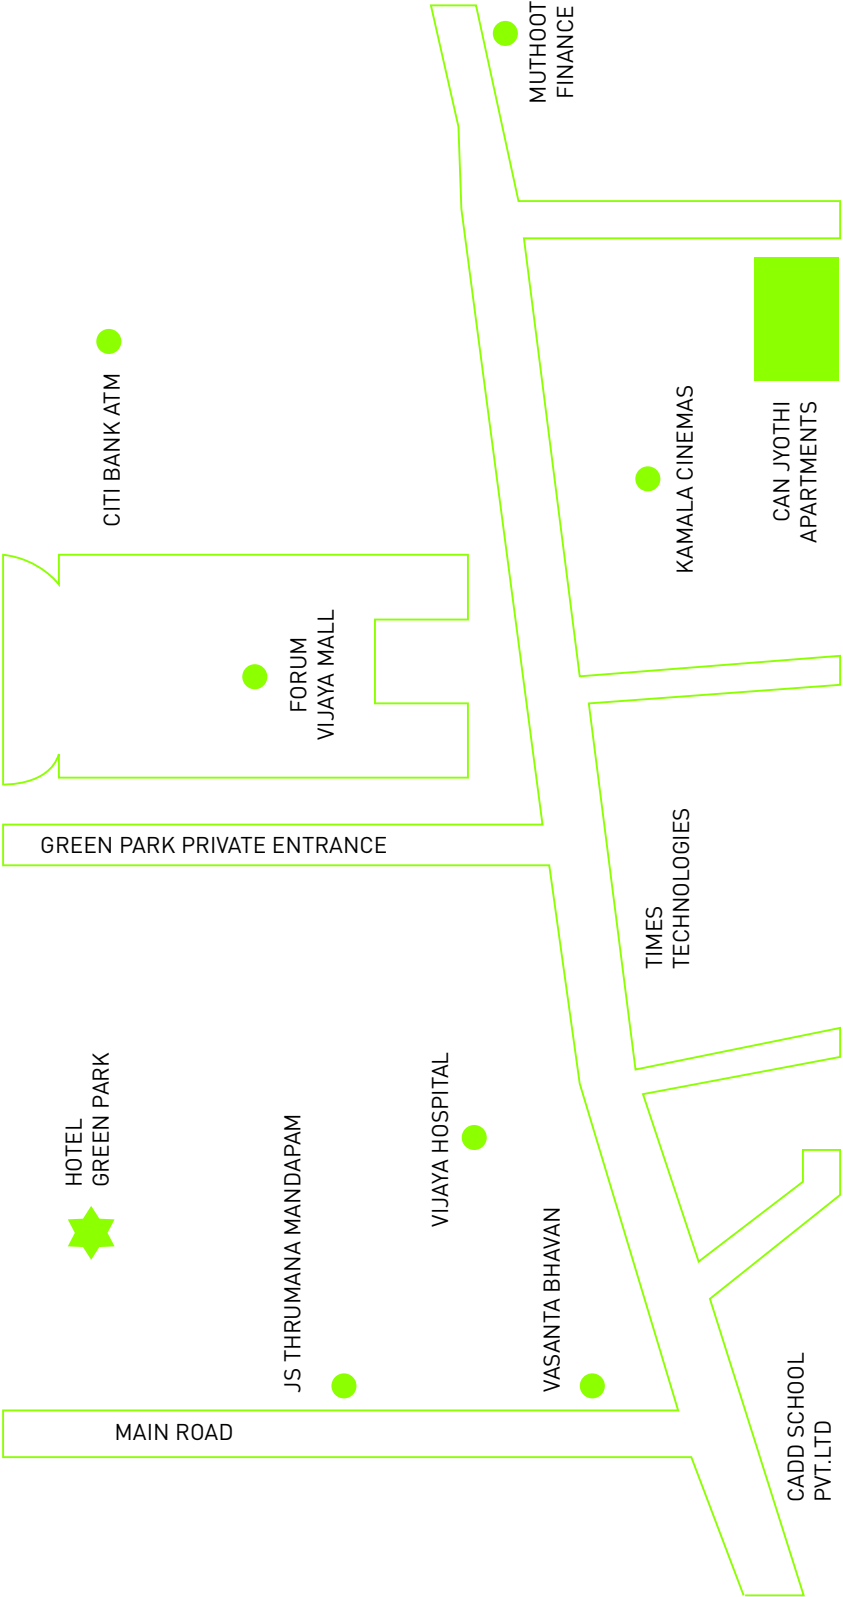 MUTHOOT
FINANCE
CITI BANK ATM
KAMALA CINEMAS
CAN JYOTHI
APARTMENTS
FORUM
VIJAYA MALL
GREEN PARK PRIVATE ENTRANCE
TIMES
TECHNOLOGIES
HOTEL
GREEN PARK
JS THRUMANA MANDAPAM
VIJAYA HOSPITAL
VASANTA BHAVAN
MAIN ROAD
CADD SCHOOL
PVT.LTD